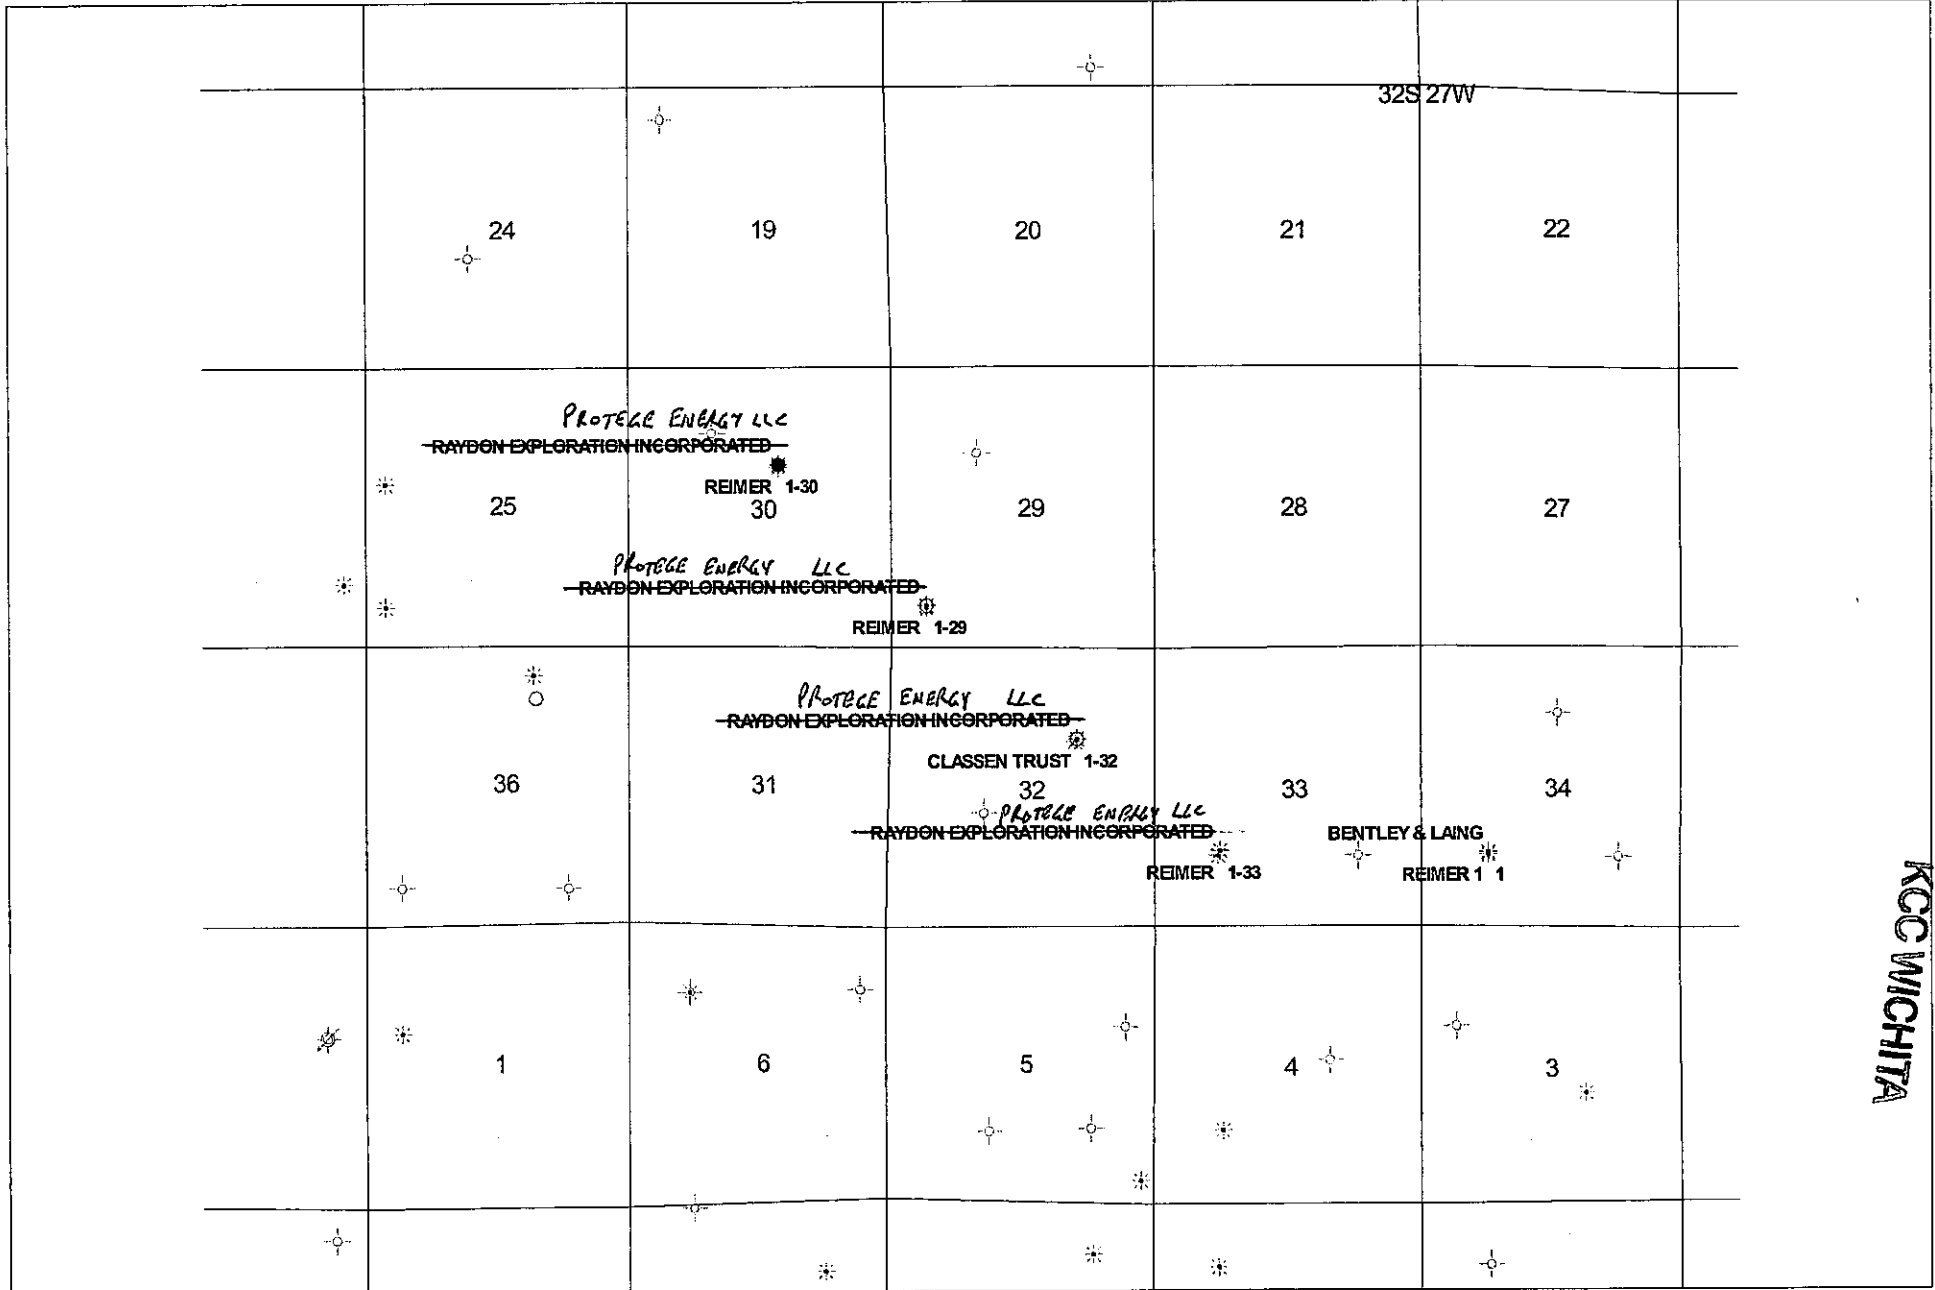 32S 27W
24
19
20
21
22
PROTEGE ENERGY LLC
RAYDON EXPLORATION INCORPORATED
REIMER 1-30
25
30
29
28
27
PROTEGE ENERGY LLC
RAYDON EXPLORATION INCORPORATED
REIMER 1-29
PROTEGE ENERGY LLC
RAYDON EXPLORATION INCORPORATED
CLASSEN TRUST 1-32
36
31
32
33
34
PROTEGE ENERGY LLC
RAYDON EXPLORATION INCORPORATED
BENTLEY & LAING
REIMER 1-33
REIMER 1 1
KCC WICHITA
1
6
5
4
3